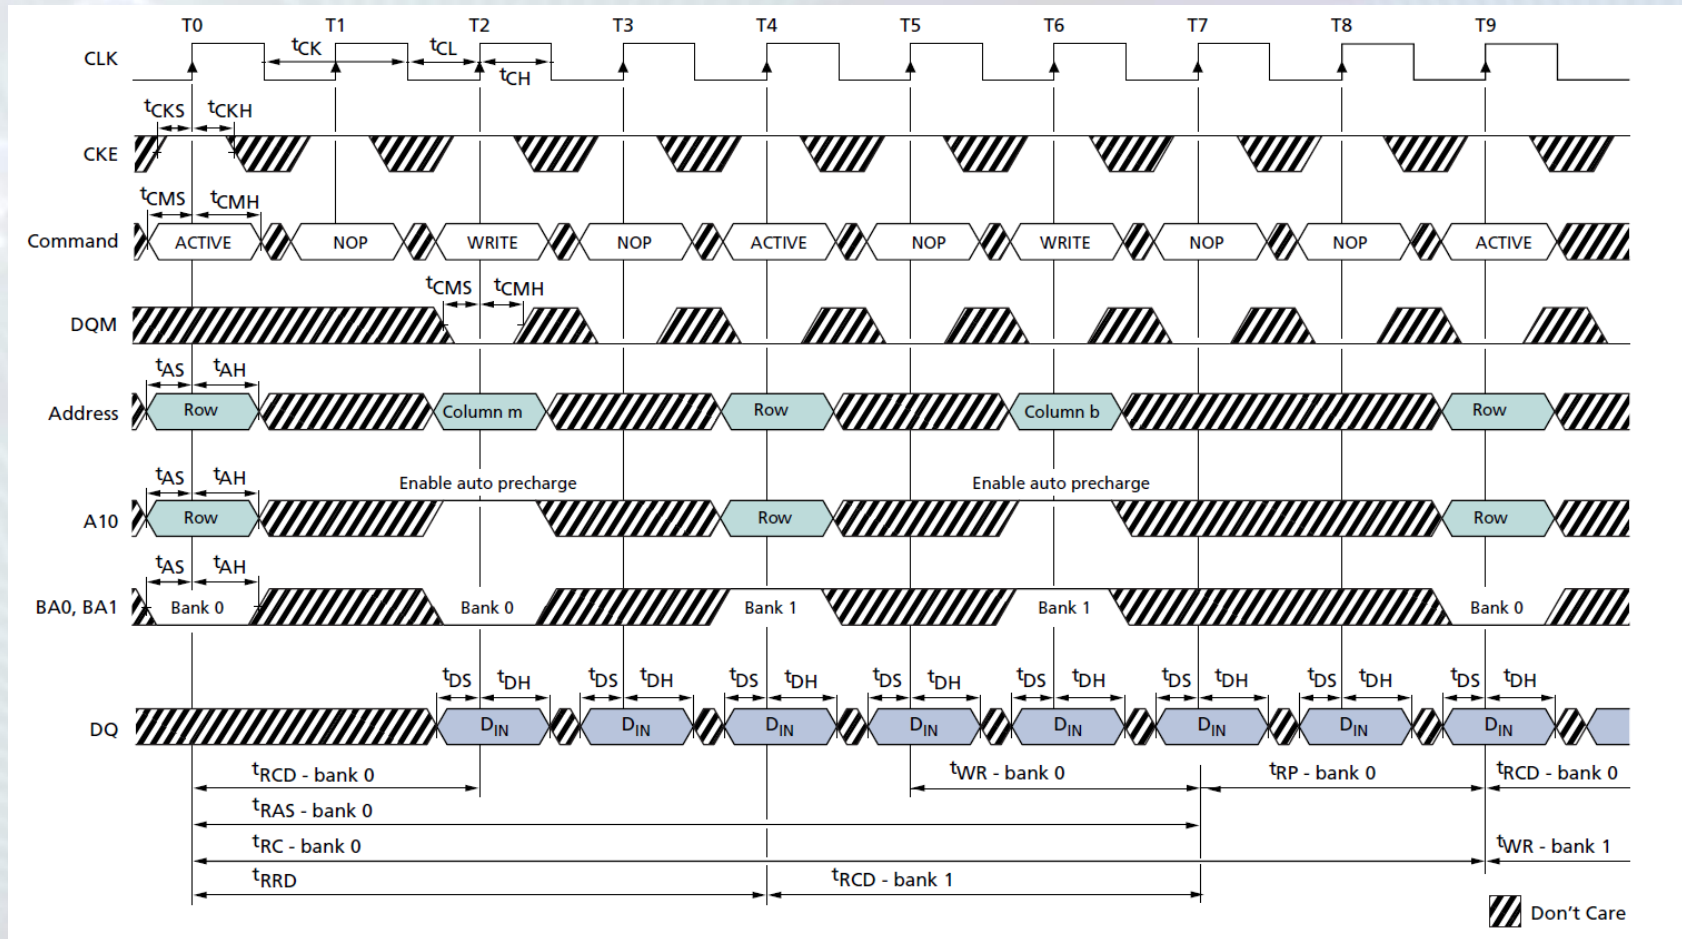 T0 T1 T2 T3 T4 T5 T6 T7 T8 T9
CLK tCK tCL tCH
tCKS tCKH
CKE
tCMS tCMH
Command ACTIVE NOP WRITE NOP ACTIVE NOP WRITE NOP NOP ACTIVE
tCMS tCMH
DQM
tAS tAH
Address Row Column m Row Column b Row
tAS tAH Enable auto precharge Enable auto precharge
A10 Row Row Row
tAS tAH
BA0, BA1 Bank 0 Bank 0 Bank 1 Bank 1 Bank 0
tDS tDH tDS tDH tDS tDH tDS tDH tDS tDH tDS tDH tDS tDH tDS tDH
DQ DIN DIN DIN DIN DIN DIN DIN DIN
tRCD - bank 0 tWR - bank 0 tRP - bank 0 tRCD - bank 0
tRAS - bank 0
tRC - bank 0 tWR - bank 1
tRRD tRCD - bank 1
Don't Care